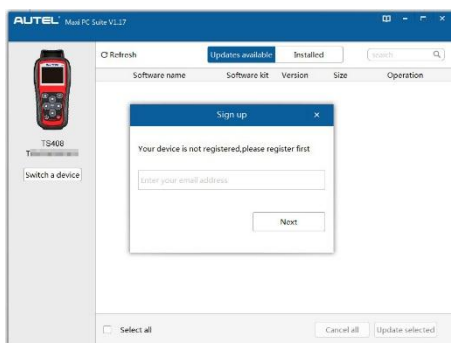 AUTEL Maxi PC Suite V1.17
Refresh
Updates available
Installed
Search
Software name Software kit Version Size Operation
TS408
Switch a device
Sign up
Your device is not registered,please register first
Enter your email address
Next
Select all
Cancel all
Update selected